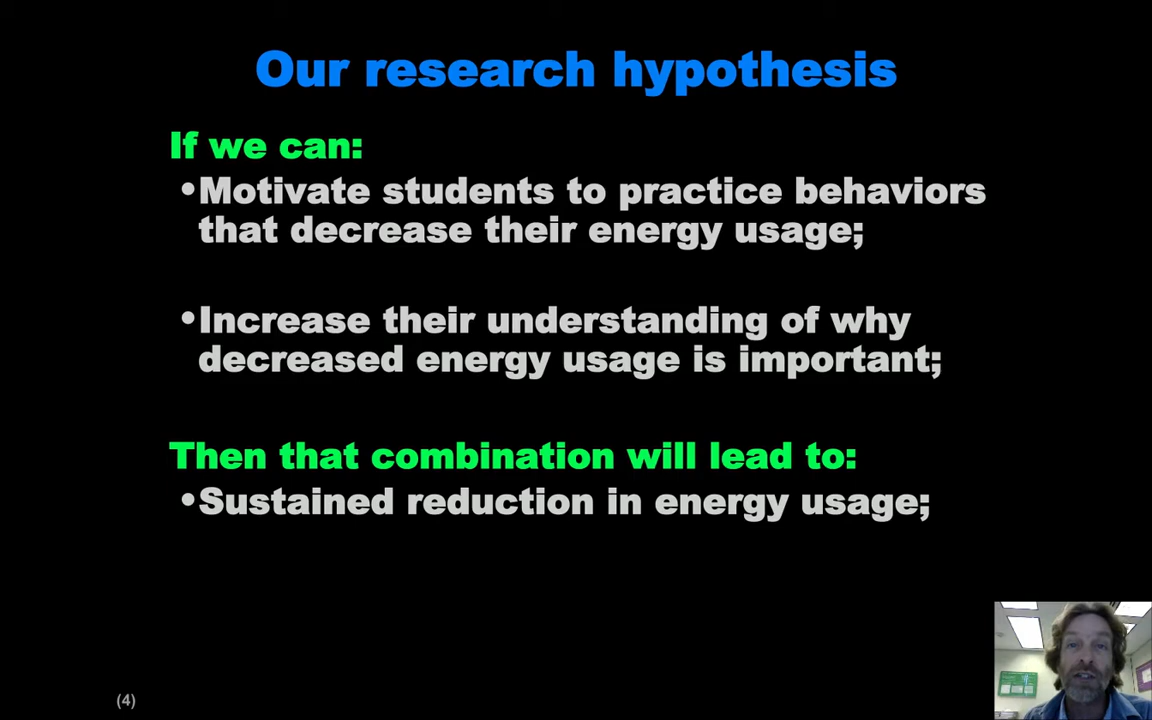 Our research hypothesis
If we can:
•Motivate students to practice behaviors
that decrease their energy usage;
•Increase their understanding of why
decreased energy usage is important;
Then that combination will lead to:
•Sustained reduction in energy usage;
(4)